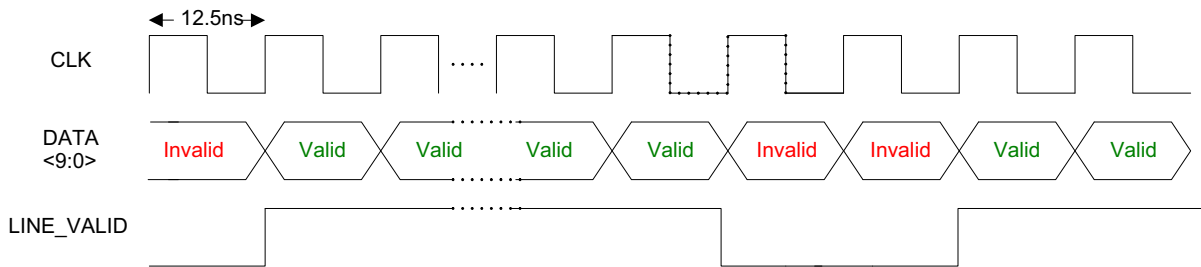 12.5ns
CLK
DATA
<9:0>
Invalid Valid Valid Valid Valid Invalid Invalid Valid Valid
LINE_VALID